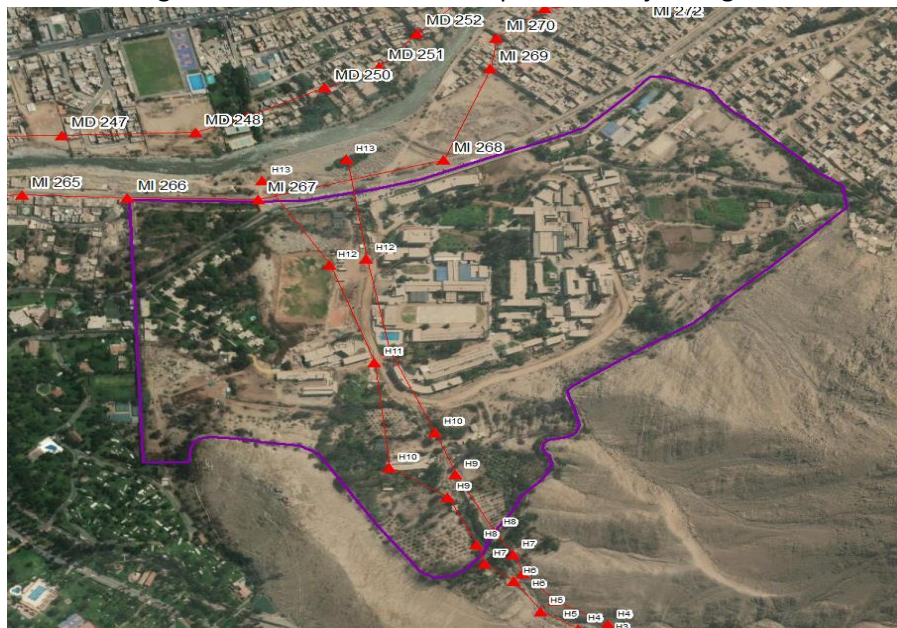 MD 252
MI 270
MI 272
MD 251
MI 269
MD 250
MD 247
MD 248
H13
MI 268
H13
MI 265
MI 266
MI 267
H12
H12
H11
H10
H10
H9
H9
H8
H8
H7
H7
H6
H6
H5
H5
H4
H4
H3